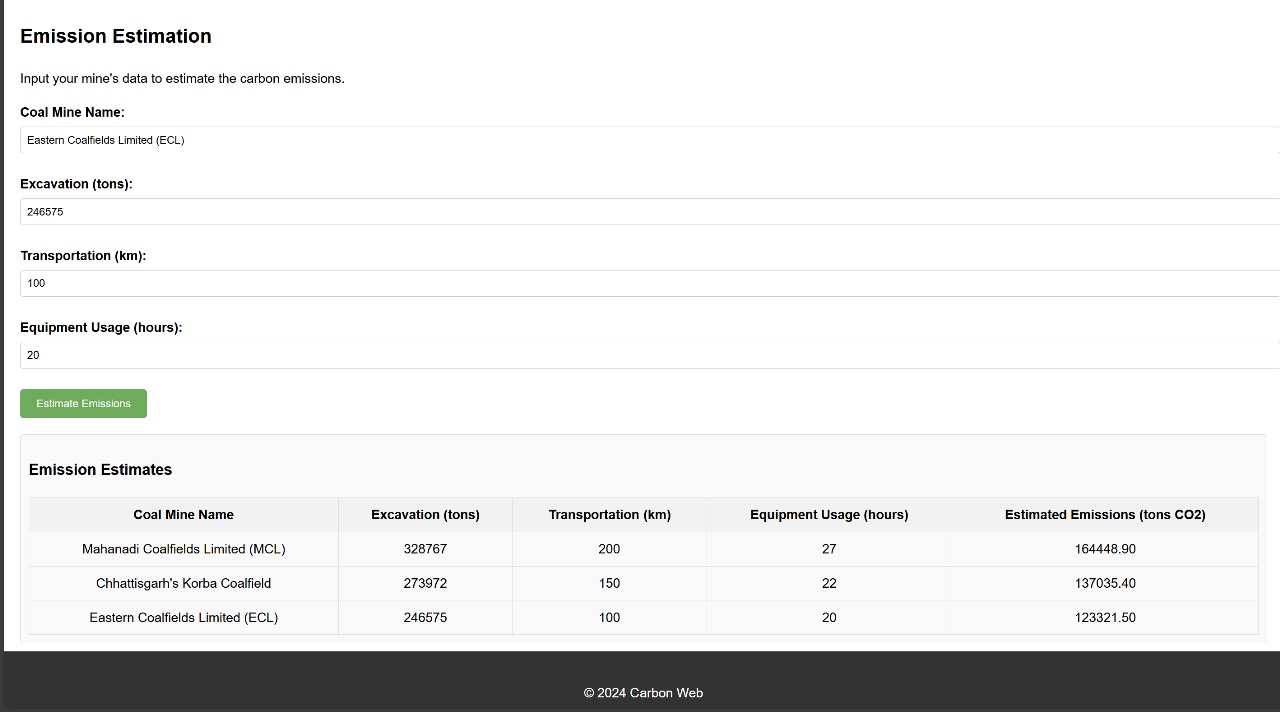 Emission Estimation
Input your mine's data to estimate the carbon emissions.
Coal Mine Name:
Eastern Coalfields Limited (ECL)
Excavation (tons):
246575
Transportation (km):
100
Equipment Usage (hours):
20
Estimate Emissions
Emission Estimates
Coal Mine Name Excavation (tons) Transportation (km) Equipment Usage (hours) Estimated Emissions (tons CO2)
Mahanadi Coalfields Limited (MCL) 328767 200 27 164448.90
Chhattisgarh's Korba Coalfield 273972 150 22 137035.40
Eastern Coalfields Limited (ECL) 246575 100 20 123321.50
© 2024 Carbon Web